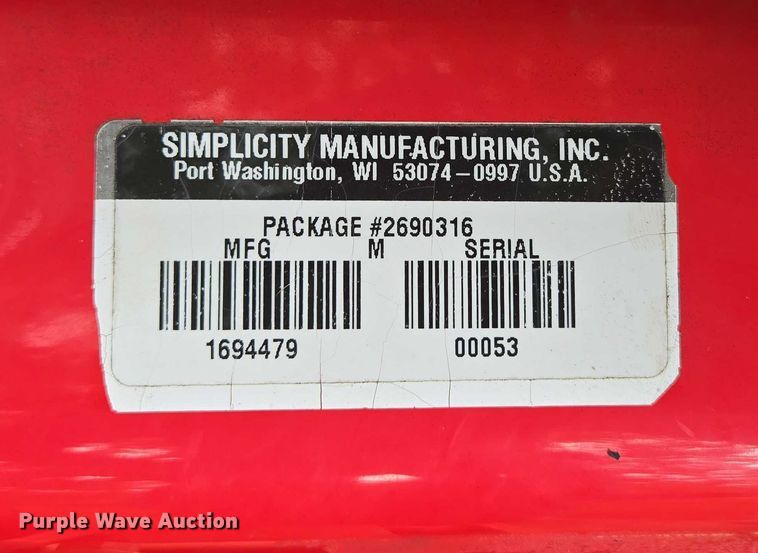 SIMPLICITY MANUFACTURING, INC.
Port Washington, WI 53074-0997 U.S.A.
PACKAGE #2690316
MFG M SERIAL
1694479 00053
Purple Wave Auction